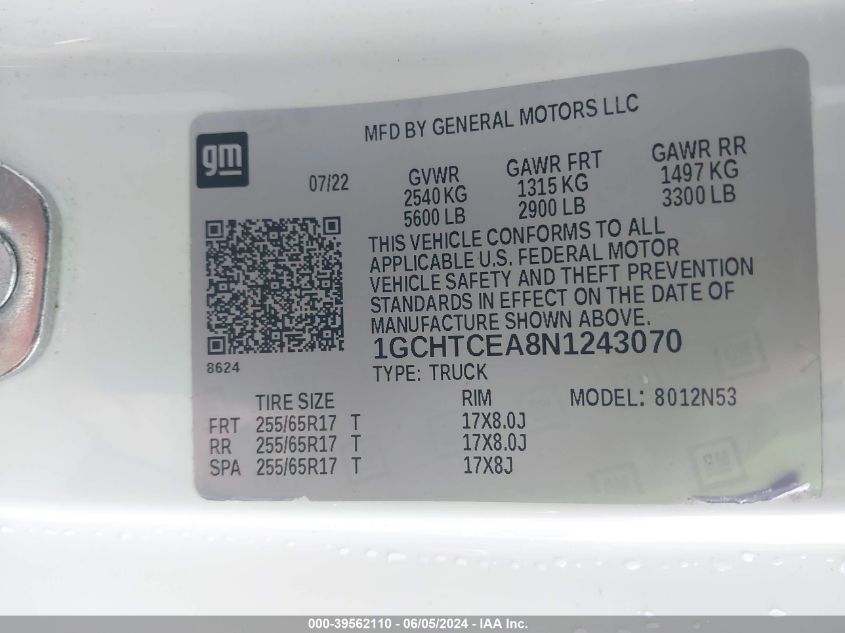 MFD BY GENERAL MOTORS LLC
gm
07/22
GVWR GAWR FRT GAWR RR
2540 KG 1315 KG 1497 KG
5600 LB 2900 LB 3300 LB
THIS VEHICLE CONFORMS TO ALL
APPLICABLE U.S. FEDERAL MOTOR
VEHICLE SAFETY AND THEFT PREVENTION
STANDARDS IN EFFECT ON THE DATE OF
MANUFACTURE SHOWN ABOVE.
1GCHTCEA8N1243070
8624
TYPE: TRUCK
TIRE SIZE RIM MODEL: 8012N53
FRT 255/65R17 T 17X8.0J
RR 255/65R17 T 17X8.0J
SPA 255/65R17 T 17X8J
000-39562110 - 06/05/2024 - IAA Inc.